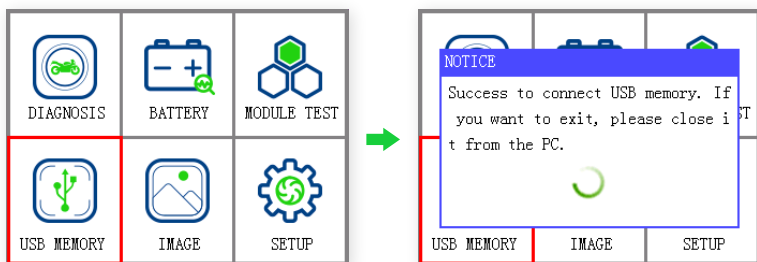 DIAGNOSIS
BATTERY
MODULE TEST
USB MEMORY
IMAGE
SETUP
NOTICE
Success to connect USB memory. If
you want to exit, please close i
t from the PC.
T
USB MEMORY
IMAGE
SETUP